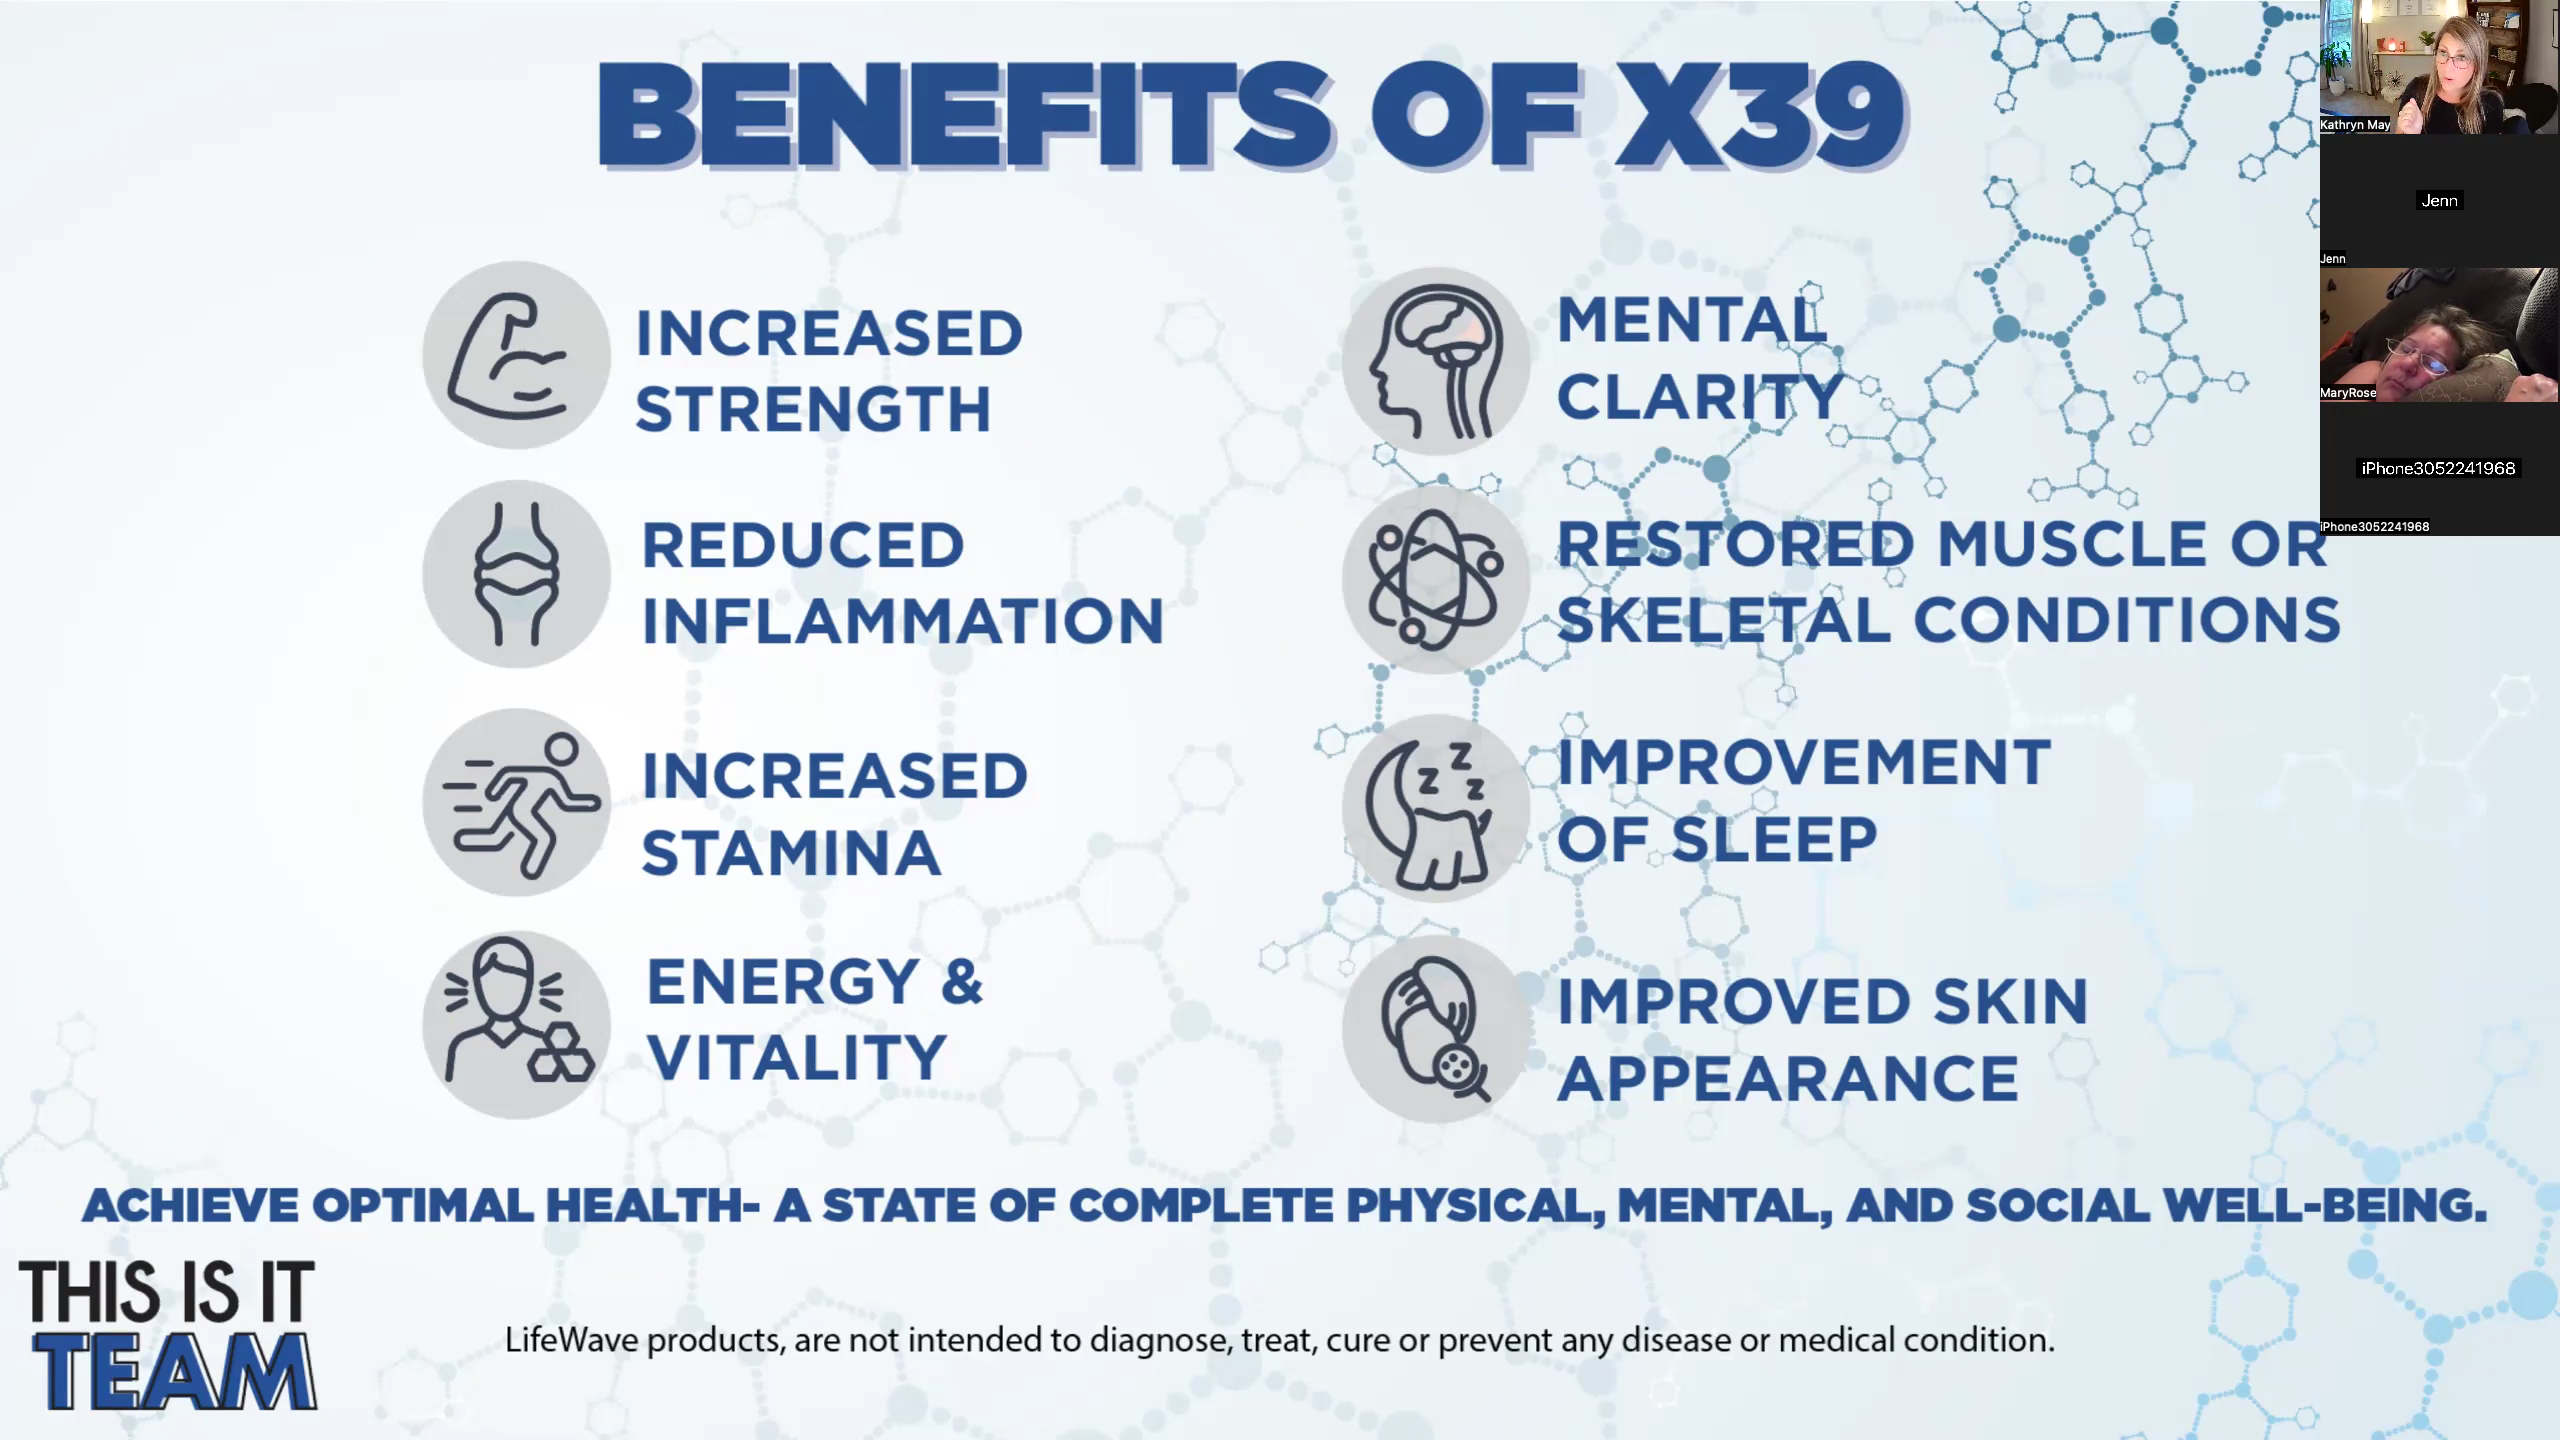 BENEFITS OF X39
INCREASED
STRENGTH
REDUCED
INFLAMMATION
INCREASED
STAMINA
ENERGY &
VITALITY
MENTAL
CLARITY
RESTORED MUSCLE OR
SKELETAL CONDITIONS
Z
Z
Z
IMPROVEMENT
OF SLEEP
IMPROVED SKIN
APPEARANCE
ACHIEVE OPTIMAL HEALTH- A STATE OF COMPLETE PHYSICAL, MENTAL, AND SOCIAL WELL-BEING.
THIS IS IT
TEAM
LifeWave products, are not intended to diagnose, treat, cure or prevent any disease or medical condition.
Kathryn May
Jenn
Jenn
MaryRose
iPhone3052241968
iPhone3052241968